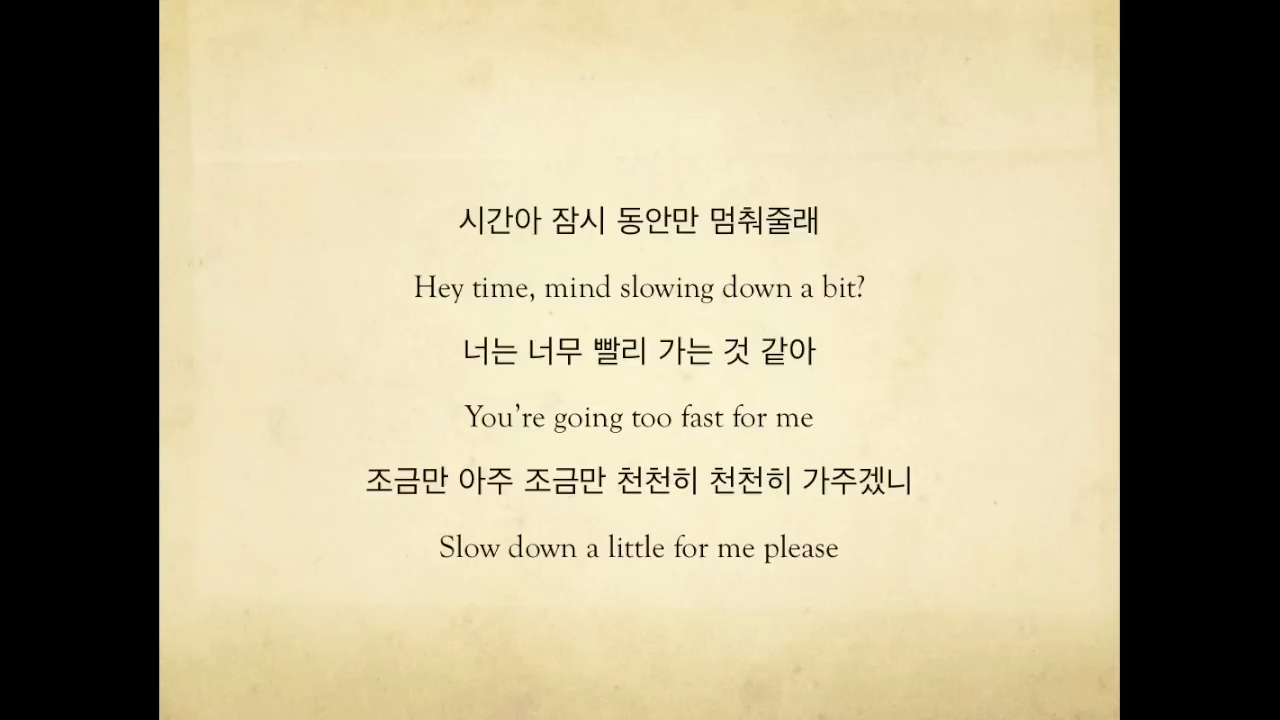 시간아 잠시 동안만 멈춰줄래
Hey time, mind slowing down a bit?
너는 너무 빨리 가는 것 같아
You’re going too fast for me
조금만 아주 조금만 천천히 천천히 가주겠니
Slow down a little for me please